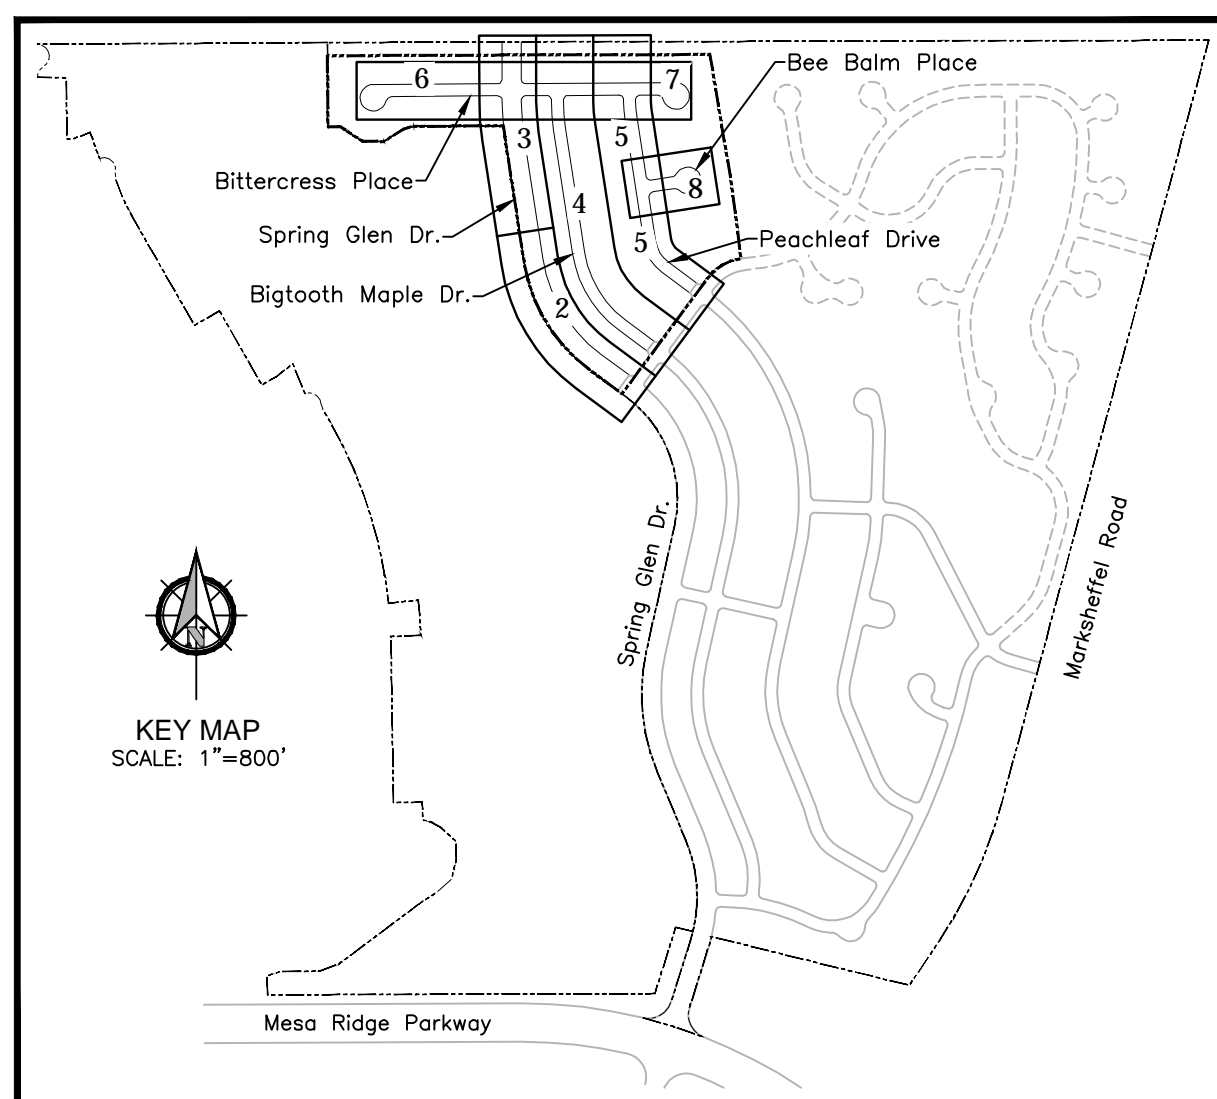 Bee Balm Place
6
7
3
5
Bittercress Place
8
4
Spring Glen Dr.
5
Peachleaf Drive
Bigtooth Maple Dr.
2
Spring Glen Dr.
Marksheffel Road
N
KEY MAP
SCALE: 1"=800'
Mesa Ridge Parkway